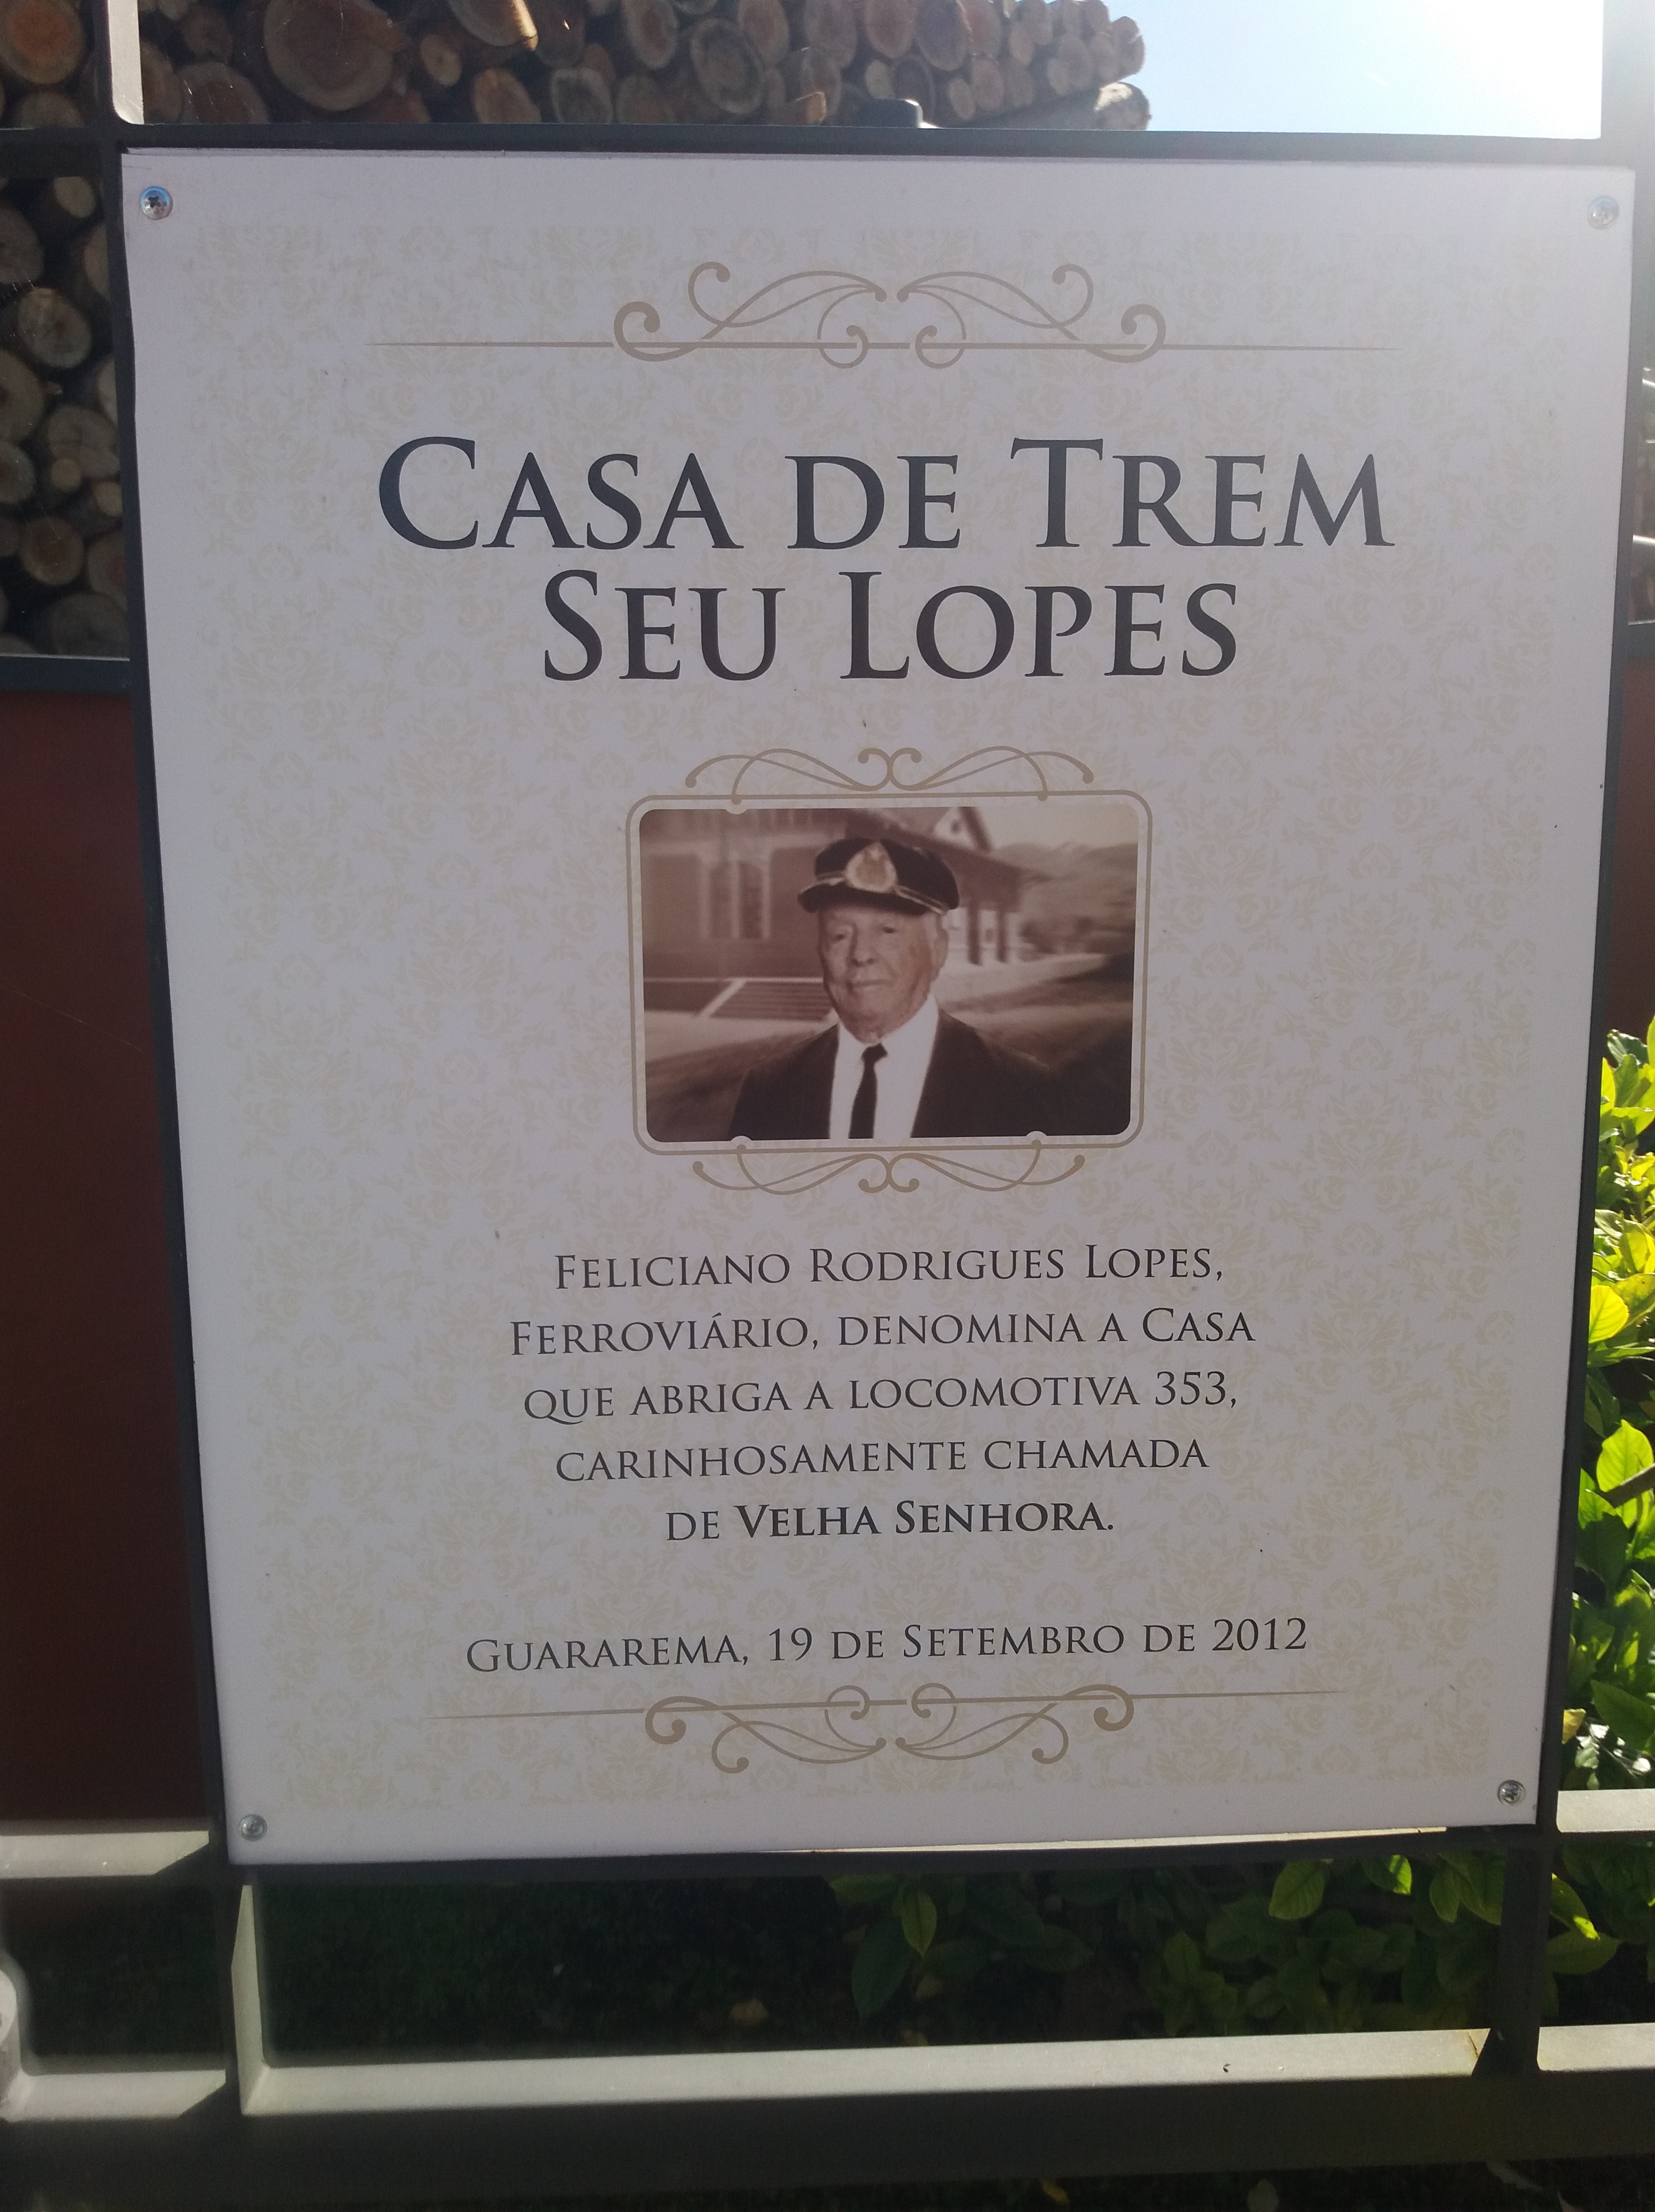 Casa de Trem
Seu Lopes
Feliciano Rodrigues Lopes,
Ferroviário, denomina a Casa
que abriga a locomotiva 353,
carinhosamente chamada
de Velha Senhora.
Guararema, 19 de Setembro de 2012